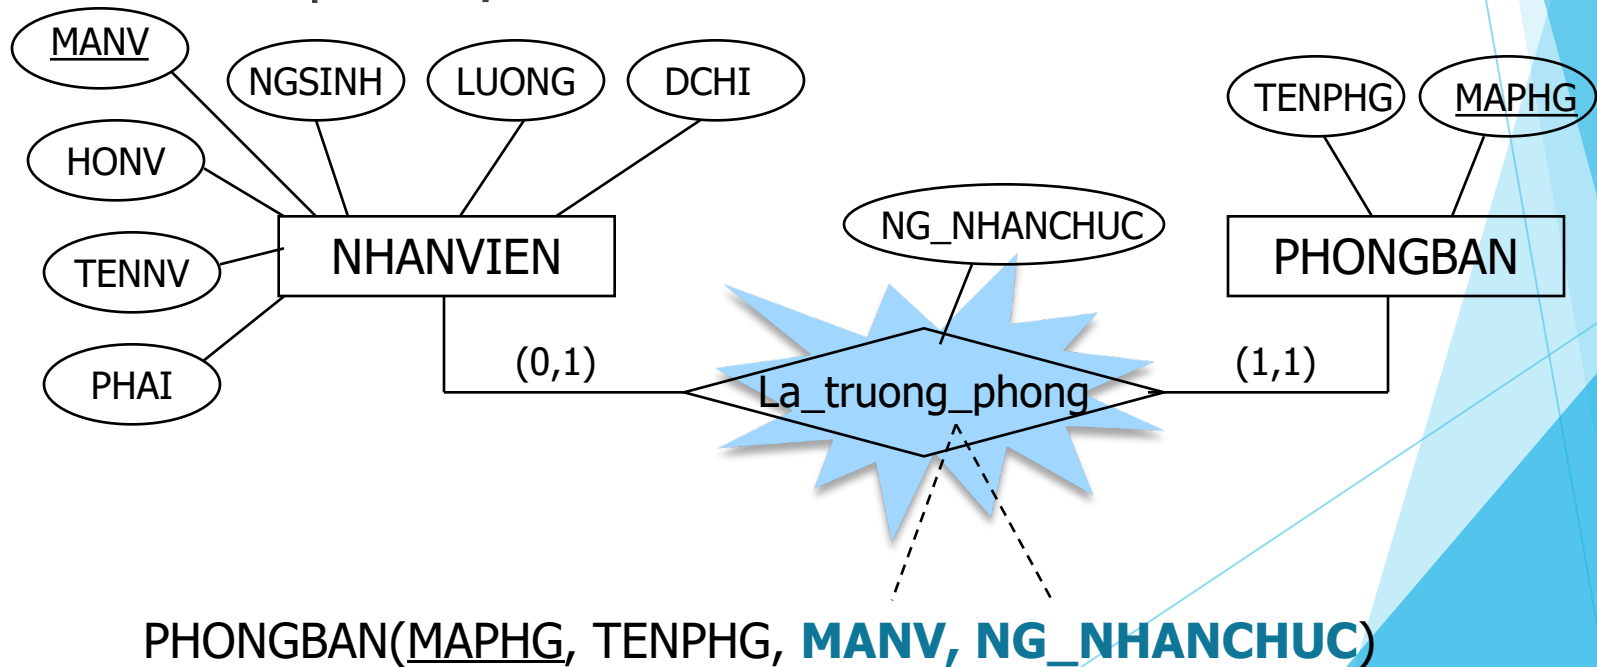 MANV
NGSINH
LUONG
DCHI
TENPHG
MAPHG
HONV
NG_NHANCHUC
TENNV
NHANVIEN
PHONGBAN
PHAI
(0,1)
(1,1)
La_truong_phong
PHONGBAN(MAPHG, TENPHG, MANV, NG_NHANCHUC)